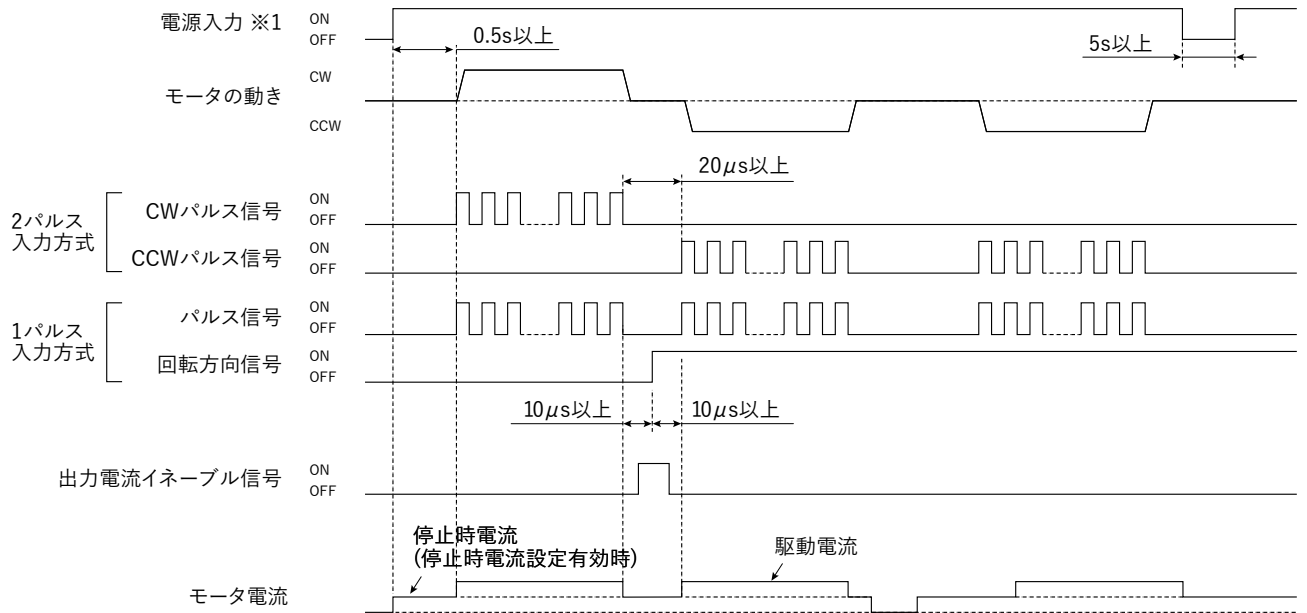 電源入力 ※1
ON
OFF
0.5s以上
5s以上
モータの動き
CW
CCW
20μs以上
2パルス
入力方式
CWパルス信号
ON
OFF
CCWパルス信号
ON
OFF
1パルス
入力方式
パルス信号
ON
OFF
回転方向信号
ON
OFF
10μs以上
10μs以上
出力電流イネーブル信号
ON
OFF
停止時電流
(停止時電流設定有効時)
駆動電流
モータ電流